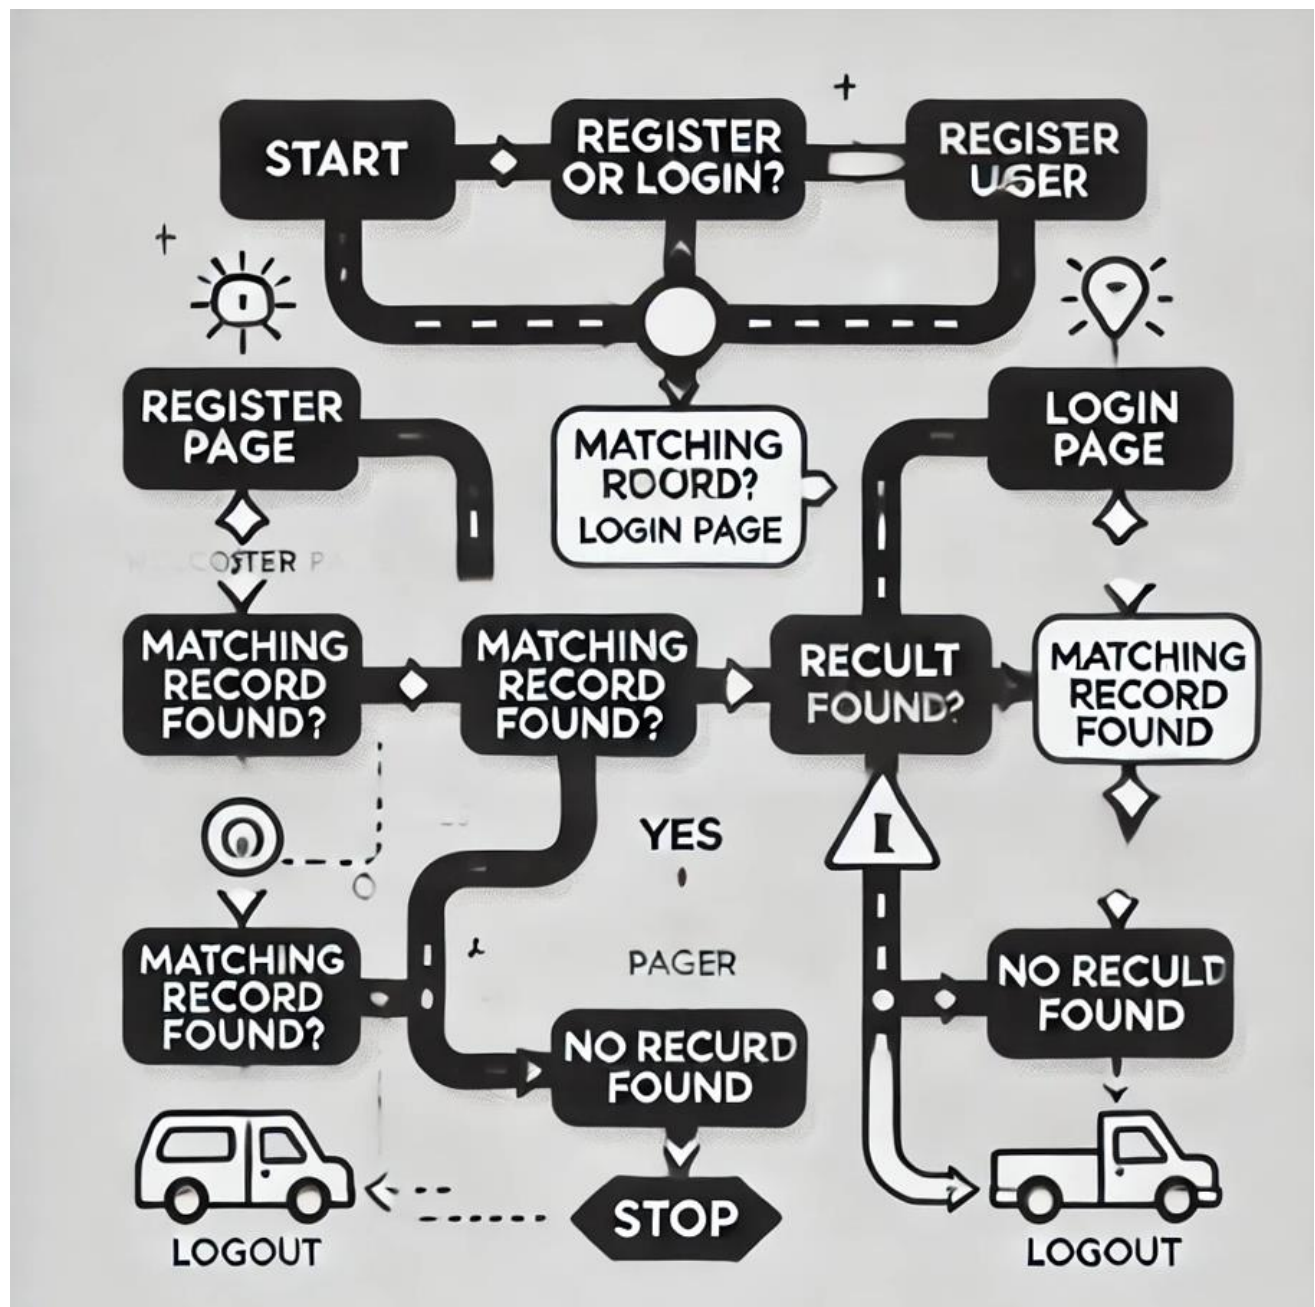 START
REGISTER
OR LOGIN?
REGISER
USER
REGISTER
PAGE
MATCHING
ROORD?
LOGIN PAGE
LOGIN
PAGE
MATCHING
RECORD
FOUND?
MATCHING
RECORD
FOUND?
RECULT
FOUND?
MATCHING
RECORD
FOUND
YES
PAGER
MATCHING
RECORD
FOUND?
NO RECURD
FOUND
NO RECULD
FOUND
STOP
LOGOUT
LOGOUT